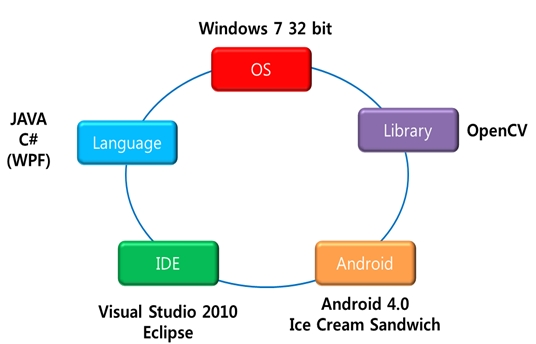 Windows 7 32 bit
OS
Library
OpenCV
Android
Android 4.0
Ice Cream Sandwich
IDE
Visual Studio 2010
Eclipse
Language
JAVA
C#
(WPF)